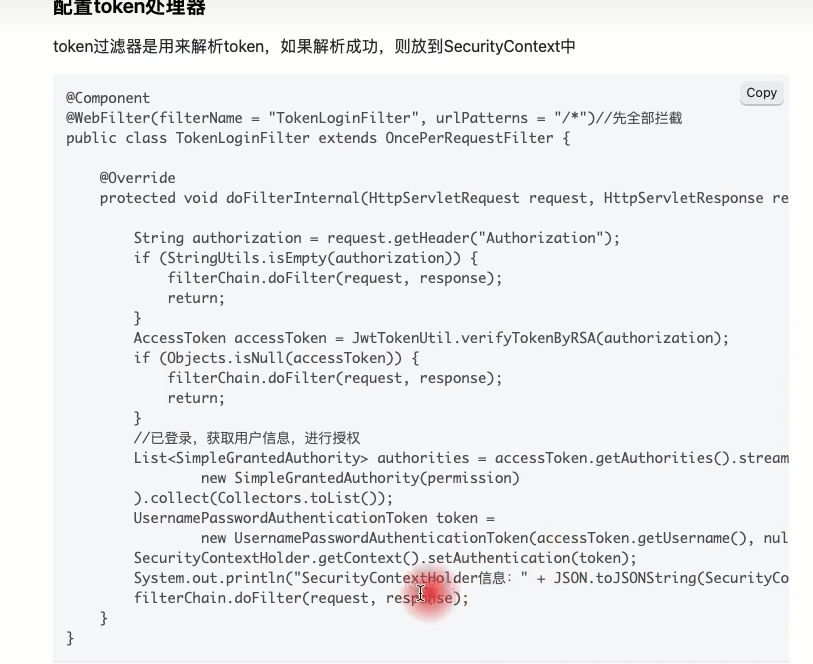 配置token处理器
token过滤器是用来解析token，如果解析成功，则放到SecurityContext中
Copy
@Component
@WebFilter(filterName = "TokenLoginFilter", urlPatterns = "/*")//先全部拦截
public class TokenLoginFilter extends OncePerRequestFilter {
@Override
protected void doFilterInternal(HttpServletRequest request, HttpServletResponse re
String authorization = request.getHeader("Authorization");
if (StringUtils.isEmpty(authorization)) {
filterChain.doFilter(request, response);
return;
}
AccessToken accessToken = JwtTokenUtil.verifyTokenByRSA(authorization);
if (Objects.isNull(accessToken)) {
filterChain.doFilter(request, response);
return;
}
//已登录，获取用户信息，进行授权
List<SimpleGrantedAuthority> authorities = accessToken.getAuthorities().stream
new SimpleGrantedAuthority(permission)
).collect(Collectors.toList());
UsernamePasswordAuthenticationToken token =
new UsernamePasswordAuthenticationToken(accessToken.getUsername(), nul
SecurityContextHolder.getContext().setAuthentication(token);
System.out.println("SecurityContextHolder信息：" + JSON.toJSONString(SecurityCo
filterChain.doFilter(request, response);
}
}